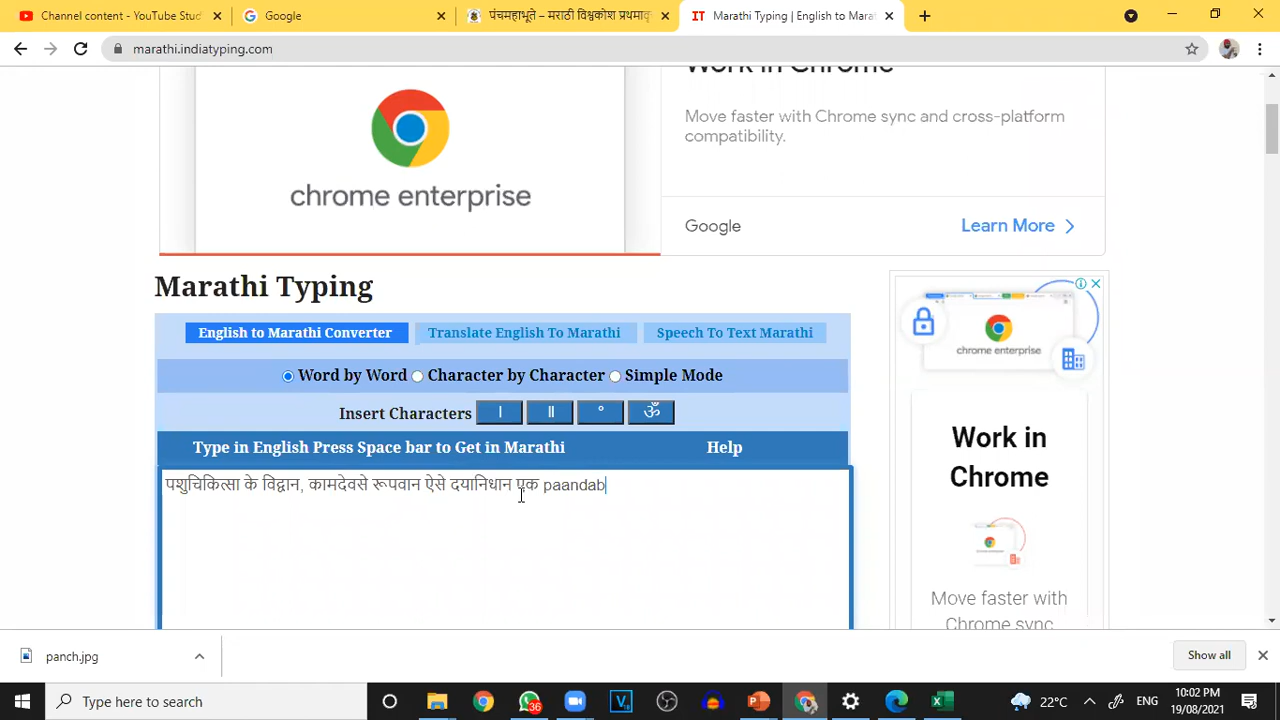 Channel content - YouTube Stud
Google
पंचमहाभूते – मराठी विश्वकोश प्रथमाव
IT Marathi Typing | English to Marat
marathi.indiatyping.com
chrome enterprise
Work in Chrome
Move faster with Chrome sync and cross-platform
compatibility.
Google
Learn More
Marathi Typing
English to Marathi Converter
Translate English To Marathi
Speech To Text Marathi
Word by Word
Character by Character
Simple Mode
Insert Characters
।
॥
°
ॐ
Type in English Press Space bar to Get in Marathi
Help
पशुचिकित्सा के विद्वान, कामदेवसे रूपवान ऐसे दयानिधान एक paandab
chrome enterprise
Work in
Chrome
Move faster with
Chrome sync
panch.jpg
Show all
Type here to search
36
22°C
ENG
10:02 PM
19/08/2021